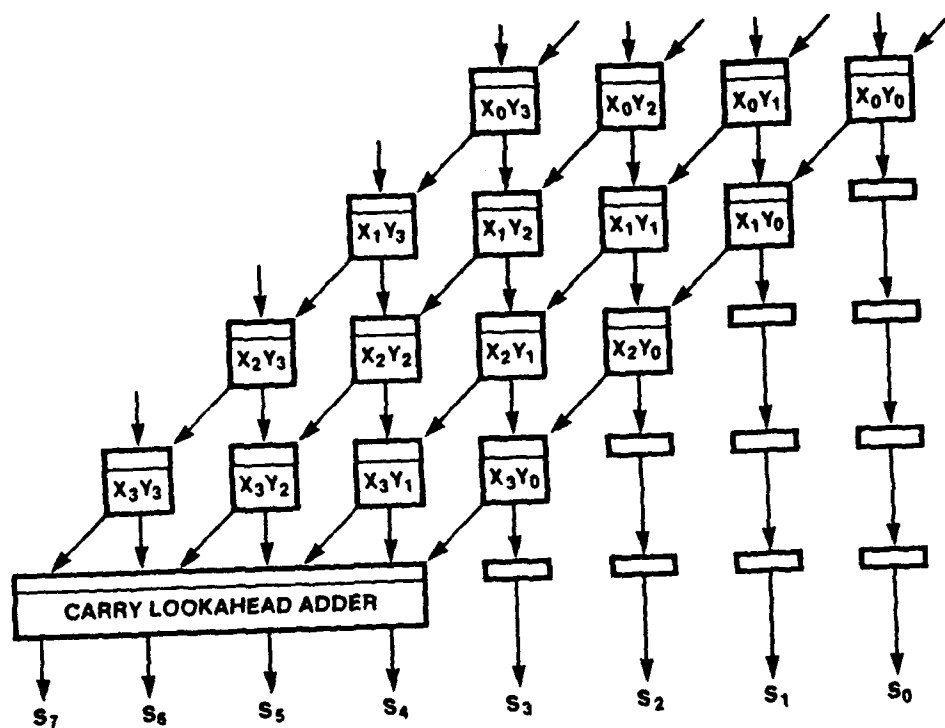 X₀Y₃ X₀Y₂ X₀Y₁ X₀Y₀
X₁Y₃ X₁Y₂ X₁Y₁ X₁Y₀
X₂Y₃ X₂Y₂ X₂Y₁ X₂Y₀
X₃Y₃ X₃Y₂ X₃Y₁ X₃Y₀
CARRY LOOKAHEAD ADDER
S₇ S₆ S₅ S₄ S₃ S₂ S₁ S₀